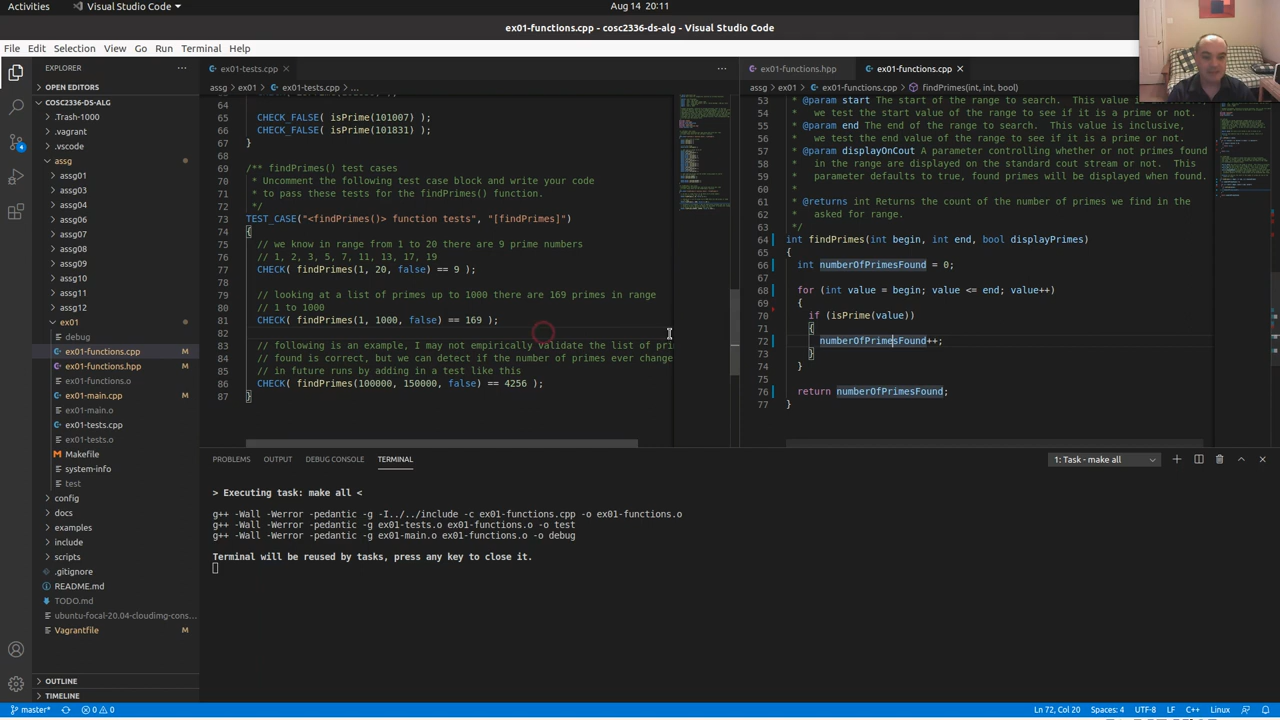 Activities
Visual Studio Code
Aug 14 20:11
ex01-functions.cpp - cosc2336-ds-alg - Visual Studio Code
File Edit Selection View Go Run Terminal Help
EXPLORER
OPEN EDITORS
COSC2336-DS-ALG
.Trash-1000
.vagrant
.vscode
assg
assg01
assg03
assg04
assg06
assg07
assg08
assg09
assg10
assg11
assg12
ex01
debug
ex01-functions.cpp M
ex01-functions.hpp M
ex01-functions.o
ex01-main.cpp M
ex01-main.o
ex01-tests.cpp
ex01-tests.o
Makefile
system-info
test
config
docs
examples
include
scripts
.gitignore
README.md
TODO.md
ubuntu-focal-20.04-cloudimg-cons...
Vagrantfile M
OUTLINE
TIMELINE
4
ex01-tests.cpp
assg > ex01 > ex01-tests.cpp > ...
64
65 CHECK_FALSE( isPrime(101007) );
66 CHECK_FALSE( isPrime(101831) );
67 }
68
69 /** findPrimes() test cases
70 * Uncomment the following test case block and write your code
71 * to pass these tests for the findPrimes() function.
72 */
73 TEST_CASE("<findPrimes()> function tests", "[findPrimes]")
74 {
75 // we know in range from 1 to 20 there are 9 prime numbers
76 // 1, 2, 3, 5, 7, 11, 13, 17, 19
77 CHECK( findPrimes(1, 20, false) == 9 );
78
79 // looking at a list of primes up to 1000 there are 169 primes in range
80 // 1 to 1000
81 CHECK( findPrimes(1, 1000, false) == 169 );
82
83 // following is an example, I may not empirically validate the list of pri
84 // found is correct, but we can detect if the number of primes ever change
85 // in future runs by adding in a test like this
86 CHECK( findPrimes(100000, 150000, false) == 4256 );
87 }
ex01-functions.hpp
ex01-functions.cpp
assg > ex01 > ex01-functions.cpp > findPrimes(int, int, bool)
53 * @param start The start of the range to search. This value is inclusive,
54 * we test the start value of the range to see if it is a prime or not.
55 * @param end The end of the range to search. This value is inclusive,
56 * we test the end value of the range to see if it is a prime or not.
57 * @param displayOnCout A parameter controlling whether or not primes found
58 * in the range are displayed on the standard cout stream or not. This
59 * parameter defaults to true, found primes will be displayed when found.
60 *
61 * @returns int Returns the count of the number of primes we find in the
62 * asked for range.
63 */
64 int findPrimes(int begin, int end, bool displayPrimes)
65 {
66 int numberOfPrimesFound = 0;
67
68 for (int value = begin; value <= end; value++)
69 {
70 if (isPrime(value))
71 {
72 numberOfPrimesFound++;
73 }
74 }
75
76 return numberOfPrimesFound;
77 }
PROBLEMS OUTPUT DEBUG CONSOLE TERMINAL
1: Task - make all
> Executing task: make all <
g++ -Wall -Werror -pedantic -g -I../../include -c ex01-functions.cpp -o ex01-functions.o
g++ -Wall -Werror -pedantic -g ex01-tests.o ex01-functions.o -o test
g++ -Wall -Werror -pedantic -g ex01-main.o ex01-functions.o -o debug
Terminal will be reused by tasks, press any key to close it.
master* 0 0
Ln 72, Col 20 Spaces: 4 UTF-8 LF C++ Linux